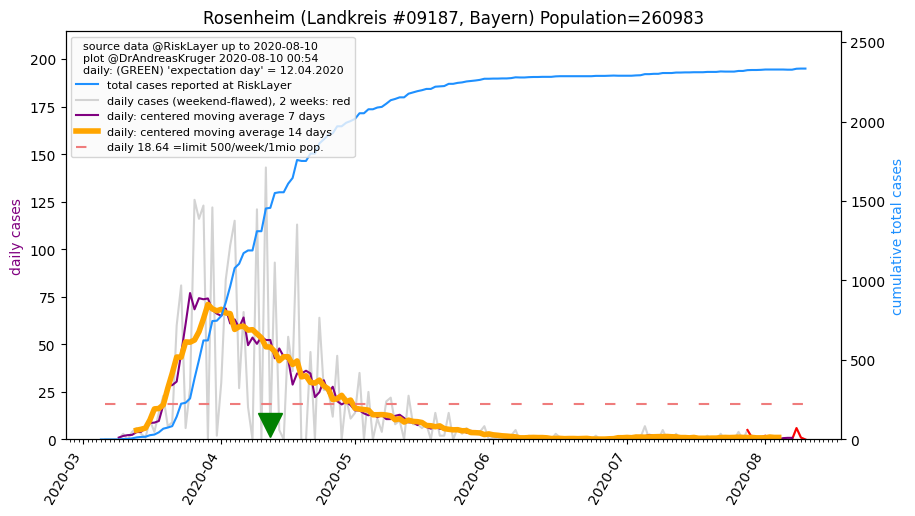 Rosenheim (Landkreis #09187, Bayern) Population=260983
source data @RiskLayer up to 2020-08-10
plot @DrAndreasKruger 2020-08-10 00:54
daily: (GREEN) 'expectation day' = 12.04.2020
total cases reported at RiskLayer
daily cases (weekend-flawed), 2 weeks: red
daily: centered moving average 7 days
daily: centered moving average 14 days
daily 18.64 =limit 500/week/1mio pop.
daily cases
200
175
150
125
100
75
50
25
0
2500
2000
1500
1000
500
0
cumulative total cases
2020-03
2020-04
2020-05
2020-06
2020-07
2020-08